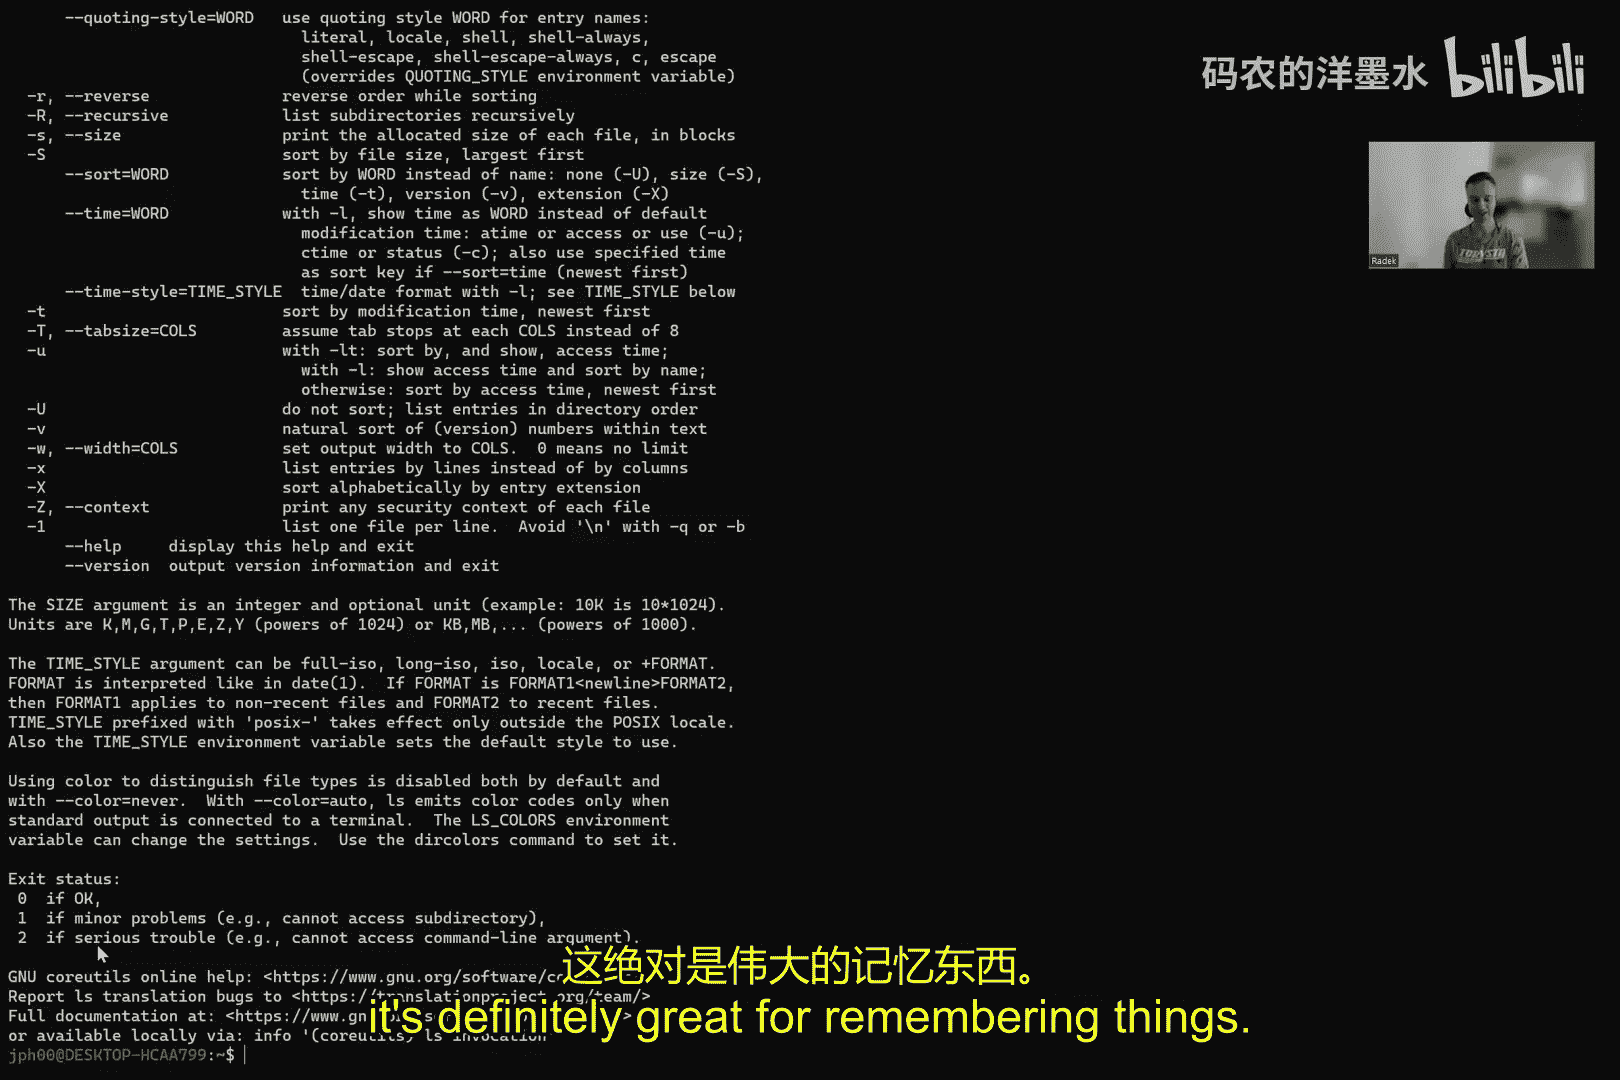 --quoting-style=WORD   use quoting style WORD for entry names:
literal, locale, shell, shell-always,
shell-escape, shell-escape-always, c, escape
(overrides QUOTING_STYLE environment variable)
-r, --reverse              reverse order while sorting
-R, --recursive            list subdirectories recursively
-s, --size                 print the allocated size of each file, in blocks
-S                         sort by file size, largest first
--sort=WORD            sort by WORD instead of name: none (-U), size (-S),
time (-t), version (-v), extension (-X)
--time=WORD            with -l, show time as WORD instead of default
modification time: atime or access or use (-u);
ctime or status (-c); also use specified time
as sort key if --sort=time (newest first)
--time-style=TIME_STYLE  time/date format with -l; see TIME_STYLE below
-t                         sort by modification time, newest first
-T, --tabsize=COLS         assume tab stops at each COLS instead of 8
-u                         with -lt: sort by, and show, access time;
with -l: show access time and sort by name;
otherwise: sort by access time, newest first
-U                         do not sort; list entries in directory order
-v                         natural sort of (version) numbers within text
-w, --width=COLS           set output width to COLS.  0 means no limit
-x                         list entries by lines instead of by columns
-X                         sort alphabetically by entry extension
-Z, --context              print any security context of each file
-1                         list one file per line.  Avoid '\n' with -q or -b
--help     display this help and exit
--version  output version information and exit
The SIZE argument is an integer and optional unit (example: 10K is 10*1024).
Units are K,M,G,T,P,E,Z,Y (powers of 1024) or KB,MB,... (powers of 1000).
The TIME_STYLE argument can be full-iso, long-iso, iso, locale, or +FORMAT.
FORMAT is interpreted like in date(1).  If FORMAT is FORMAT1<newline>FORMAT2,
then FORMAT1 applies to non-recent files and FORMAT2 to recent files.
TIME_STYLE prefixed with 'posix-' takes effect only outside the POSIX locale.
Also the TIME_STYLE environment variable sets the default style to use.
Using color to distinguish file types is disabled both by default and
with --color=never.  With --color=auto, ls emits color codes only when
standard output is connected to a terminal.  The LS_COLORS environment
variable can change the settings.  Use the dircolors command to set it.
Exit status:
0  if OK,
1  if minor problems (e.g., cannot access subdirectory),
2  if serious trouble (e.g., cannot access command-line argument).
GNU coreutils online help: <https://www.gnu.org/software/co
Report ls translation bugs to <https://translationproject.org/team/>
Full documentation at: <https://www.gn
or available locally via: info '(coreutils) ls invocation'
jph00@DESKTOP-HCAA799:~$
码农的洋墨水 bilibili
Radek
这绝对是伟大的记忆东西。
it's definitely great for remembering things.